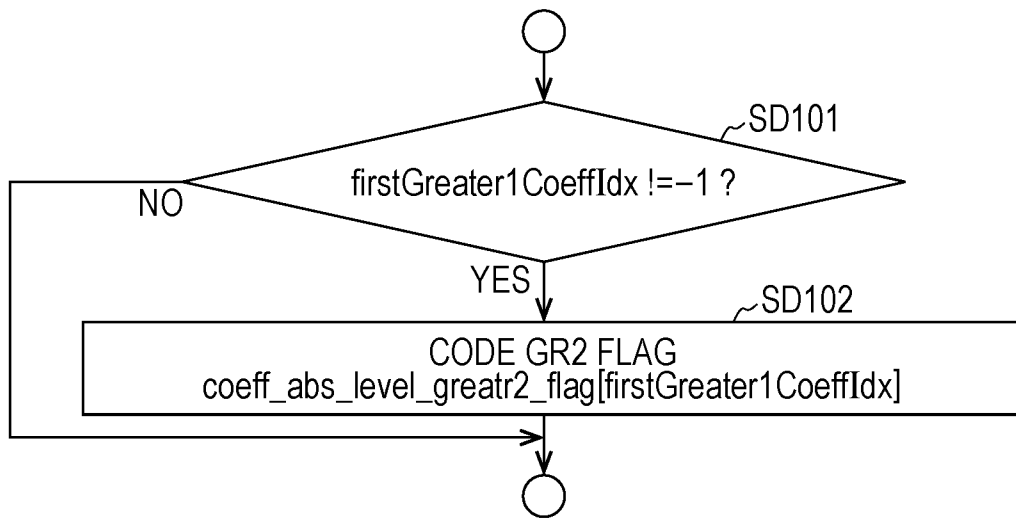 SD101
firstGreater1CoeffIdx !=–1 ?
NO
YES
SD102
CODE GR2 FLAG
coeff_abs_level_greatr2_flag[firstGreater1CoeffIdx]